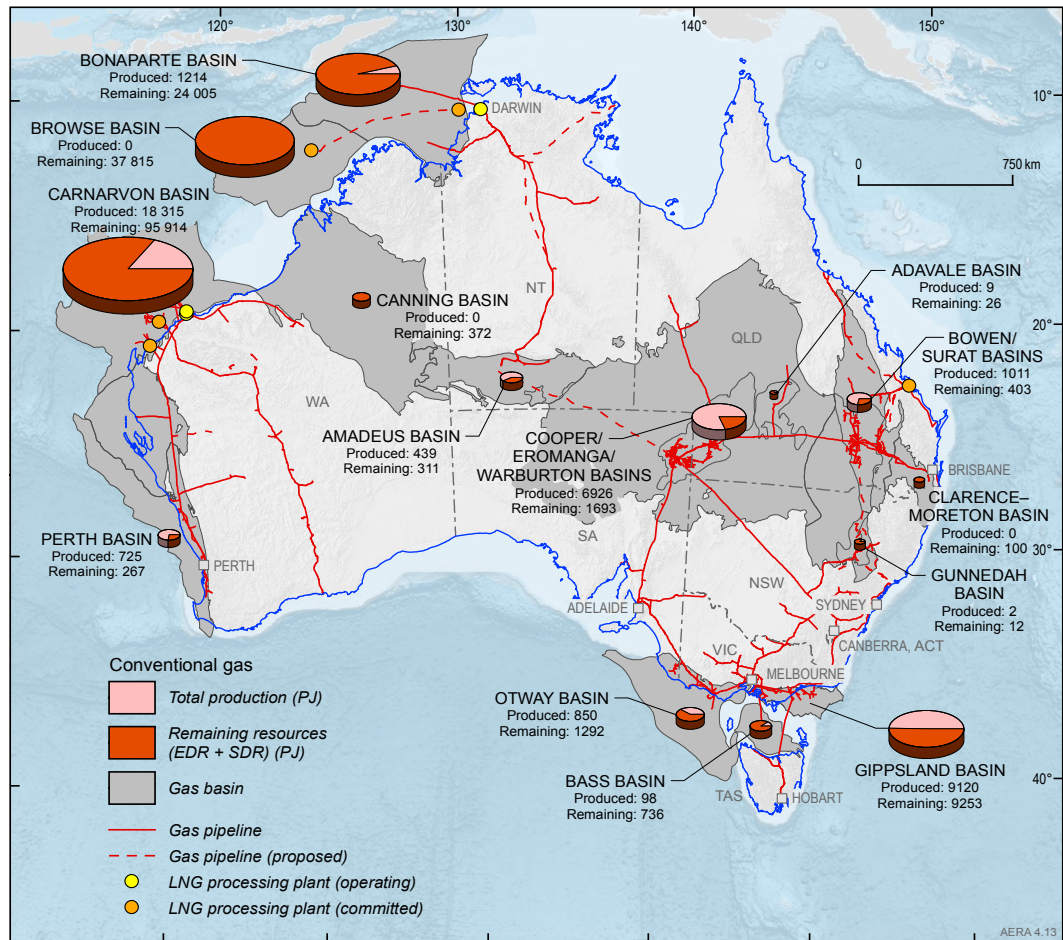 120°
130°
140°
150°
BONAPARTE BASIN
Produced: 1214
Remaining: 24 005
DARWIN
10°
BROWSE BASIN
Produced: 0
Remaining: 37 815
0
750 km
CARNARVON BASIN
Produced: 18 315
Remaining: 95 914
ADAVALE BASIN
Produced: 9
Remaining: 26
NT
CANNING BASIN
Produced: 0
Remaining: 372
20°
QLD
BOWEN/
SURAT BASINS
Produced: 1011
Remaining: 403
WA
AMADEUS BASIN
Produced: 439
Remaining: 311
COOPER/
EROMANGA/
WARBURTON BASINS
Produced: 6926
Remaining: 1693
BRISBANE
CLARENCE–
MORETON BASIN
Produced: 0
Remaining: 100
SA
PERTH BASIN
Produced: 725
Remaining: 267
PERTH
30°
GUNNEDAH
BASIN
Produced: 2
Remaining: 12
NSW
ADELAIDE
SYDNEY
CANBERRA, ACT
VIC
MELBOURNE
Conventional gas
Total production (PJ)
Remaining resources
(EDR + SDR) (PJ)
Gas basin
Gas pipeline
Gas pipeline (proposed)
LNG processing plant (operating)
LNG processing plant (committed)
OTWAY BASIN
Produced: 850
Remaining: 1292
BASS BASIN
Produced: 98
Remaining: 736
GIPPSLAND BASIN
Produced: 9120
Remaining: 9253
40°
TAS
HOBART
AERA 4.13